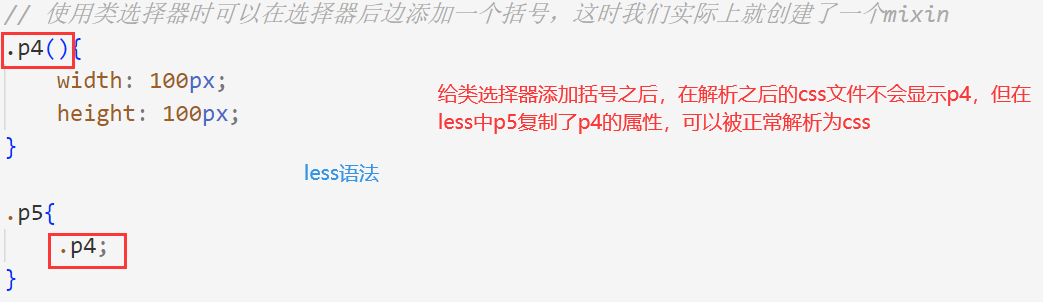 // 使用类选择器时可以在选择器后边添加一个括号，这时我们实际上就创建了一个mixin
.p4(){
width: 100px;
height: 100px;
}
给类选择器添加括号之后，在解析之后的css文件不会显示p4，但在
less中p5复制了p4的属性，可以被正常解析为css
less语法
.p5{
.p4;
}